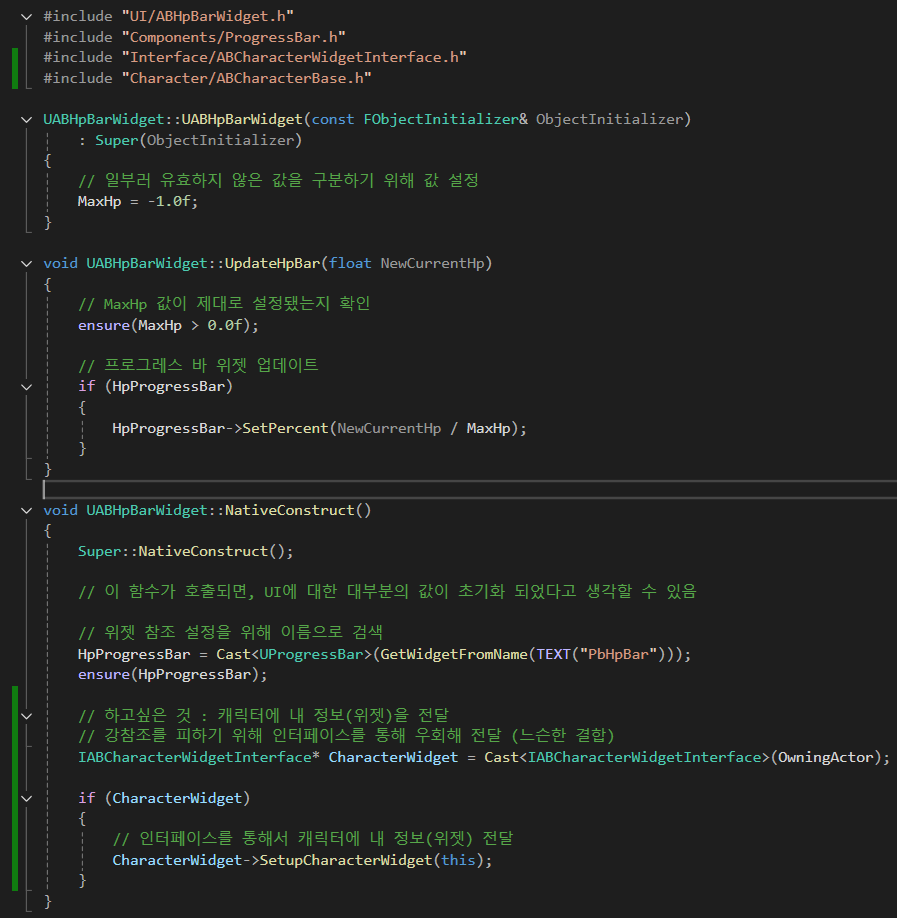 #include "UI/ABHpBarWidget.h"
#include "Components/ProgressBar.h"
#include "Interface/ABCharacterWidgetInterface.h"
#include "Character/ABCharacterBase.h"
UABHpBarWidget::UABHpBarWidget(const FObjectInitializer& ObjectInitializer)
: Super(ObjectInitializer)
{
// 일부러 유효하지 않은 값을 구분하기 위해 값 설정
MaxHp = -1.0f;
}
void UABHpBarWidget::UpdateHpBar(float NewCurrentHp)
{
// MaxHp 값이 제대로 설정됐는지 확인
ensure(MaxHp > 0.0f);
// 프로그레스 바 위젯 업데이트
if (HpProgressBar)
{
HpProgressBar->SetPercent(NewCurrentHp / MaxHp);
}
}
void UABHpBarWidget::NativeConstruct()
{
Super::NativeConstruct();
// 이 함수가 호출되면, UI에 대한 대부분의 값이 초기화 되었다고 생각할 수 있음
// 위젯 참조 설정을 위해 이름으로 검색
HpProgressBar = Cast<UProgressBar>(GetWidgetFromName(TEXT("PbHpBar")));
ensure(HpProgressBar);
// 하고싶은 것 : 캐릭터에 내 정보(위젯)을 전달
// 강참조를 피하기 위해 인터페이스를 통해 우회해 전달 (느슨한 결합)
IABCharacterWidgetInterface* CharacterWidget = Cast<IABCharacterWidgetInterface>(OwningActor);
if (CharacterWidget)
{
// 인터페이스를 통해서 캐릭터에 내 정보(위젯) 전달
CharacterWidget->SetupCharacterWidget(this);
}
}